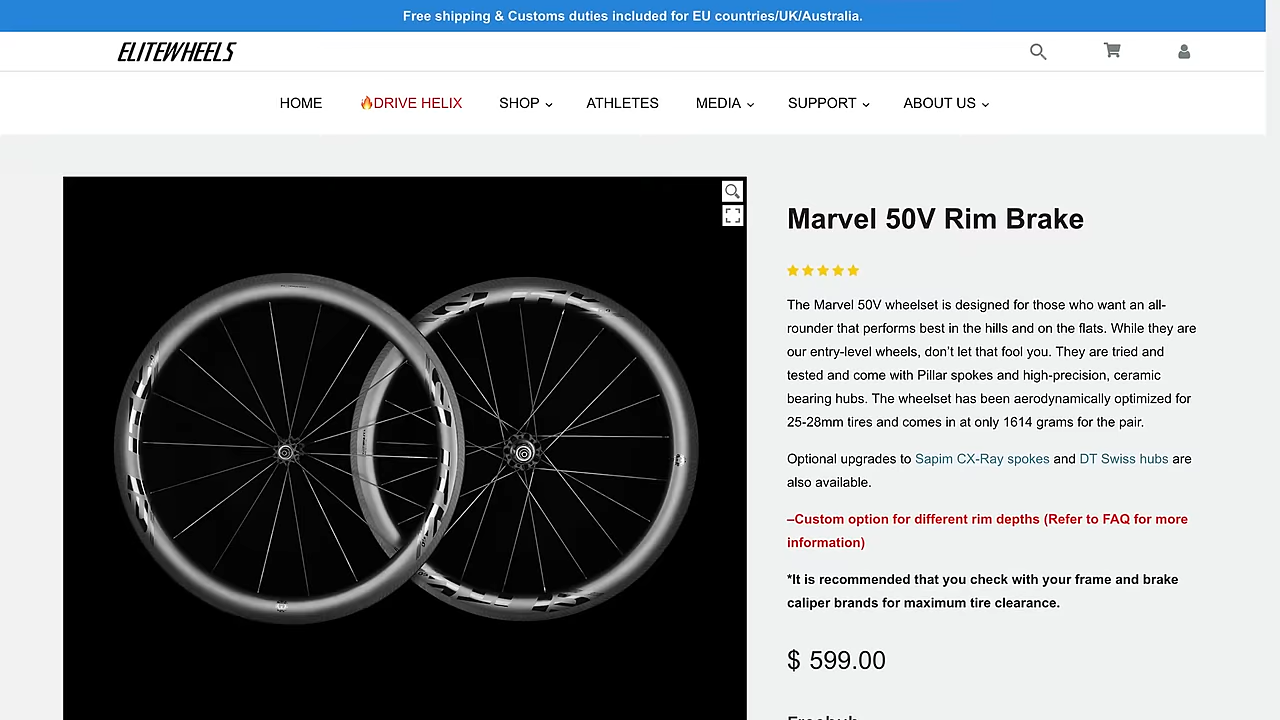 Free shipping & Customs duties included for EU countries/UK/Australia.
ELITEWHEELS
HOME
🔥DRIVE HELIX
SHOP
ATHLETES
MEDIA
SUPPORT
ABOUT US
Marvel 50V Rim Brake
The Marvel 50V wheelset is designed for those who want an all-
rounder that performs best in the hills and on the flats. While they are
our entry-level wheels, don’t let that fool you. They are tried and
tested and come with Pillar spokes and high-precision, ceramic
bearing hubs. The wheelset has been aerodynamically optimized for
25-28mm tires and comes in at only 1614 grams for the pair.
Optional upgrades to Sapim CX-Ray spokes and DT Swiss hubs are
also available.
–Custom option for different rim depths (Refer to FAQ for more
information)
*It is recommended that you check with your frame and brake
caliper brands for maximum tire clearance.
$ 599.00